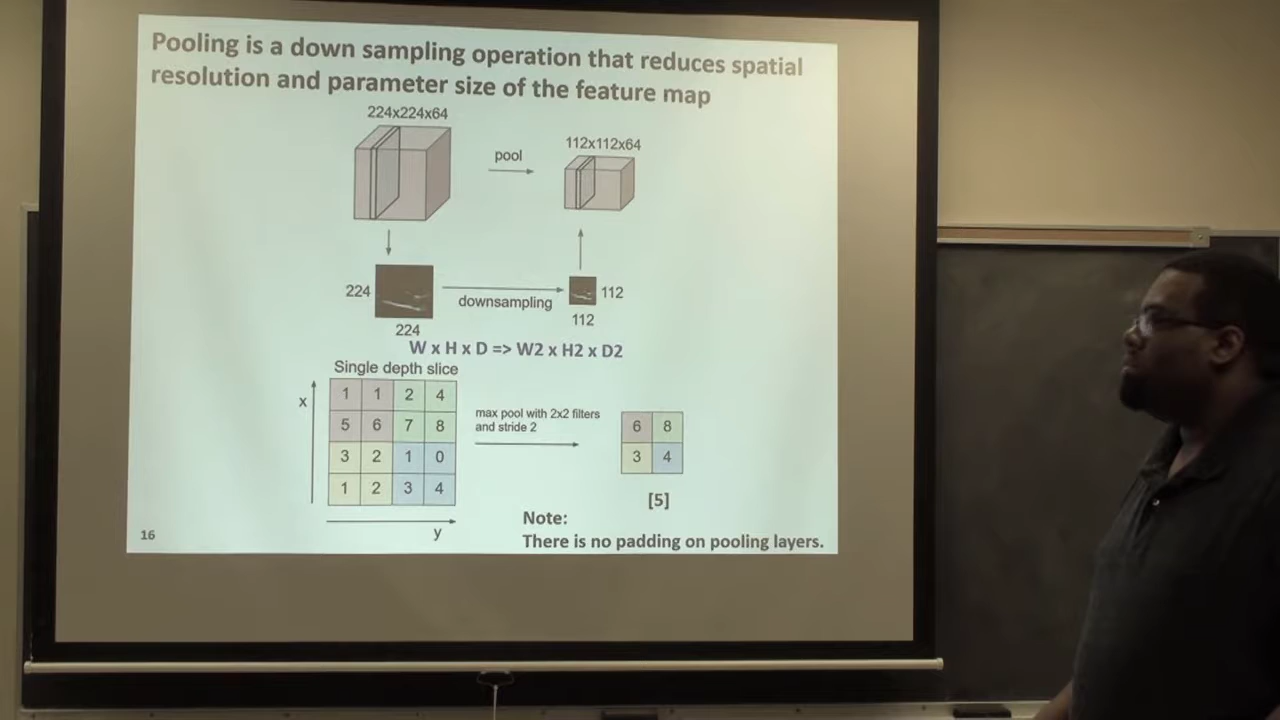 Pooling is a down sampling operation that reduces spatial
resolution and parameter size of the feature map
224x224x64
112x112x64
pool
224
112
downsampling
224
112
W x H x D => W2 x H2 x D2
Single depth slice
x
1 1 2 4
5 6 7 8
3 2 1 0
1 2 3 4
y
max pool with 2x2 filters
and stride 2
6 8
3 4
[5]
Note:
There is no padding on pooling layers.
16